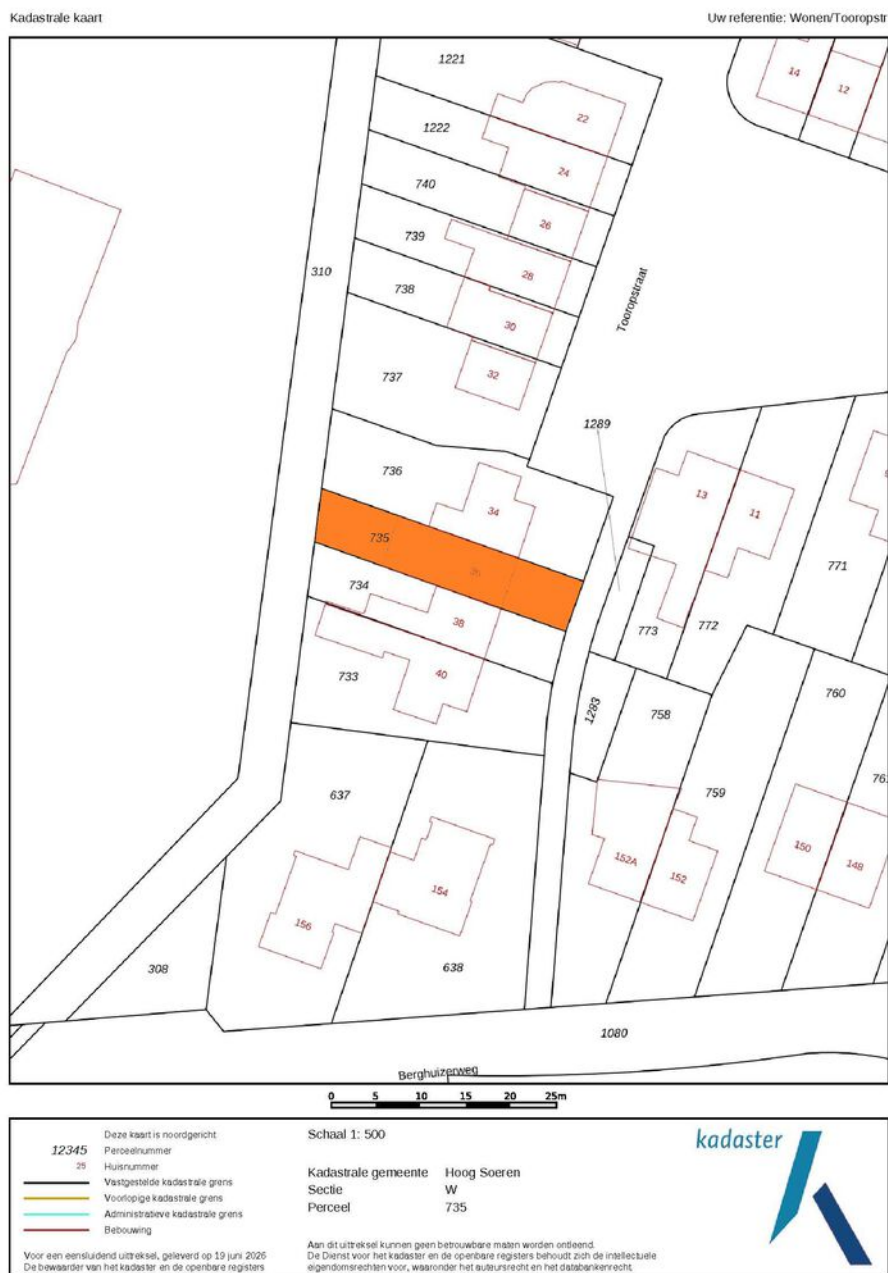 Kadastrale kaart
Uw referentie: Wonen/Tooropstr
1221
14
12
22
1222
24
740
26
739
310
28
738
Tooropstraat
30
32
737
1289
736
13
34
11
735
771
734
38
773
772
733
40
760
1283
758
637
759
150
148
152A
152
154
156
308
638
1080
Berghuizerweg
0 5 10 15 20 25m
Deze kaart is noordgericht
12345 Perceelnummer
25 Huisnummer
Vastgestelde kadastrale grens
Voorlopige kadastrale grens
Administratieve kadastrale grens
Bebouwing
Voor een eensluidend uittreksel, geleverd op 19 juni 2026
De bewaarder van het kadaster en de openbare registers
Schaal 1: 500
Kadastrale gemeente Hoog Soeren
Sectie W
Perceel 735
Aan dit uittreksel kunnen geen betrouwbare maten worden ontleend.
De Dienst voor het kadaster en de openbare registers behoudt zich de intellectuele
eigendomsrechten voor, waaronder het auteursrecht en het databankenrecht.
kadaster